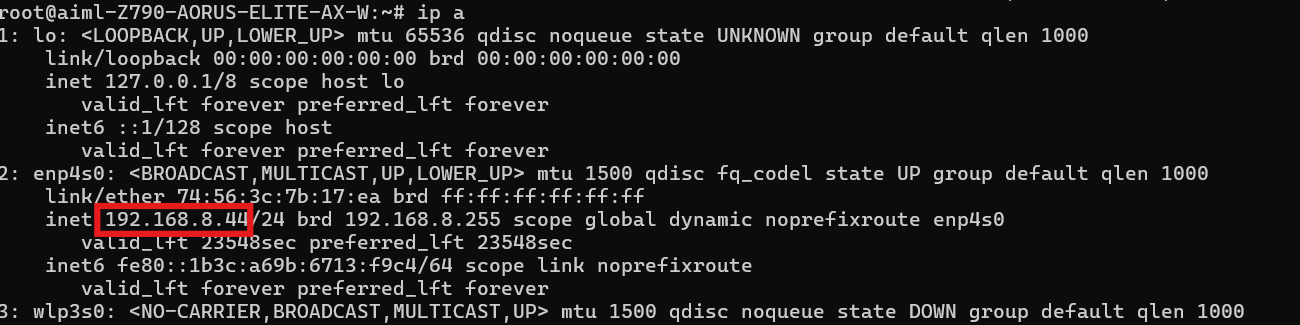 root@aiml-Z790-AORUS-ELITE-AX-W:~# ip a
1: lo: <LOOPBACK,UP,LOWER_UP> mtu 65536 qdisc noqueue state UNKNOWN group default qlen 1000
    link/loopback 00:00:00:00:00:00 brd 00:00:00:00:00:00
    inet 127.0.0.1/8 scope host lo
       valid_lft forever preferred_lft forever
    inet6 ::1/128 scope host
       valid_lft forever preferred_lft forever
2: enp4s0: <BROADCAST,MULTICAST,UP,LOWER_UP> mtu 1500 qdisc fq_codel state UP group default qlen 1000
    link/ether 74:56:3c:7b:17:ea brd ff:ff:ff:ff:ff:ff
    inet 192.168.8.44/24 brd 192.168.8.255 scope global dynamic noprefixroute enp4s0
       valid_lft 23548sec preferred_lft 23548sec
    inet6 fe80::1b3c:a69b:6713:f9c4/64 scope link noprefixroute
       valid_lft forever preferred_lft forever
3: wlp3s0: <NO-CARRIER,BROADCAST,MULTICAST,UP> mtu 1500 qdisc noqueue state DOWN group default qlen 1000